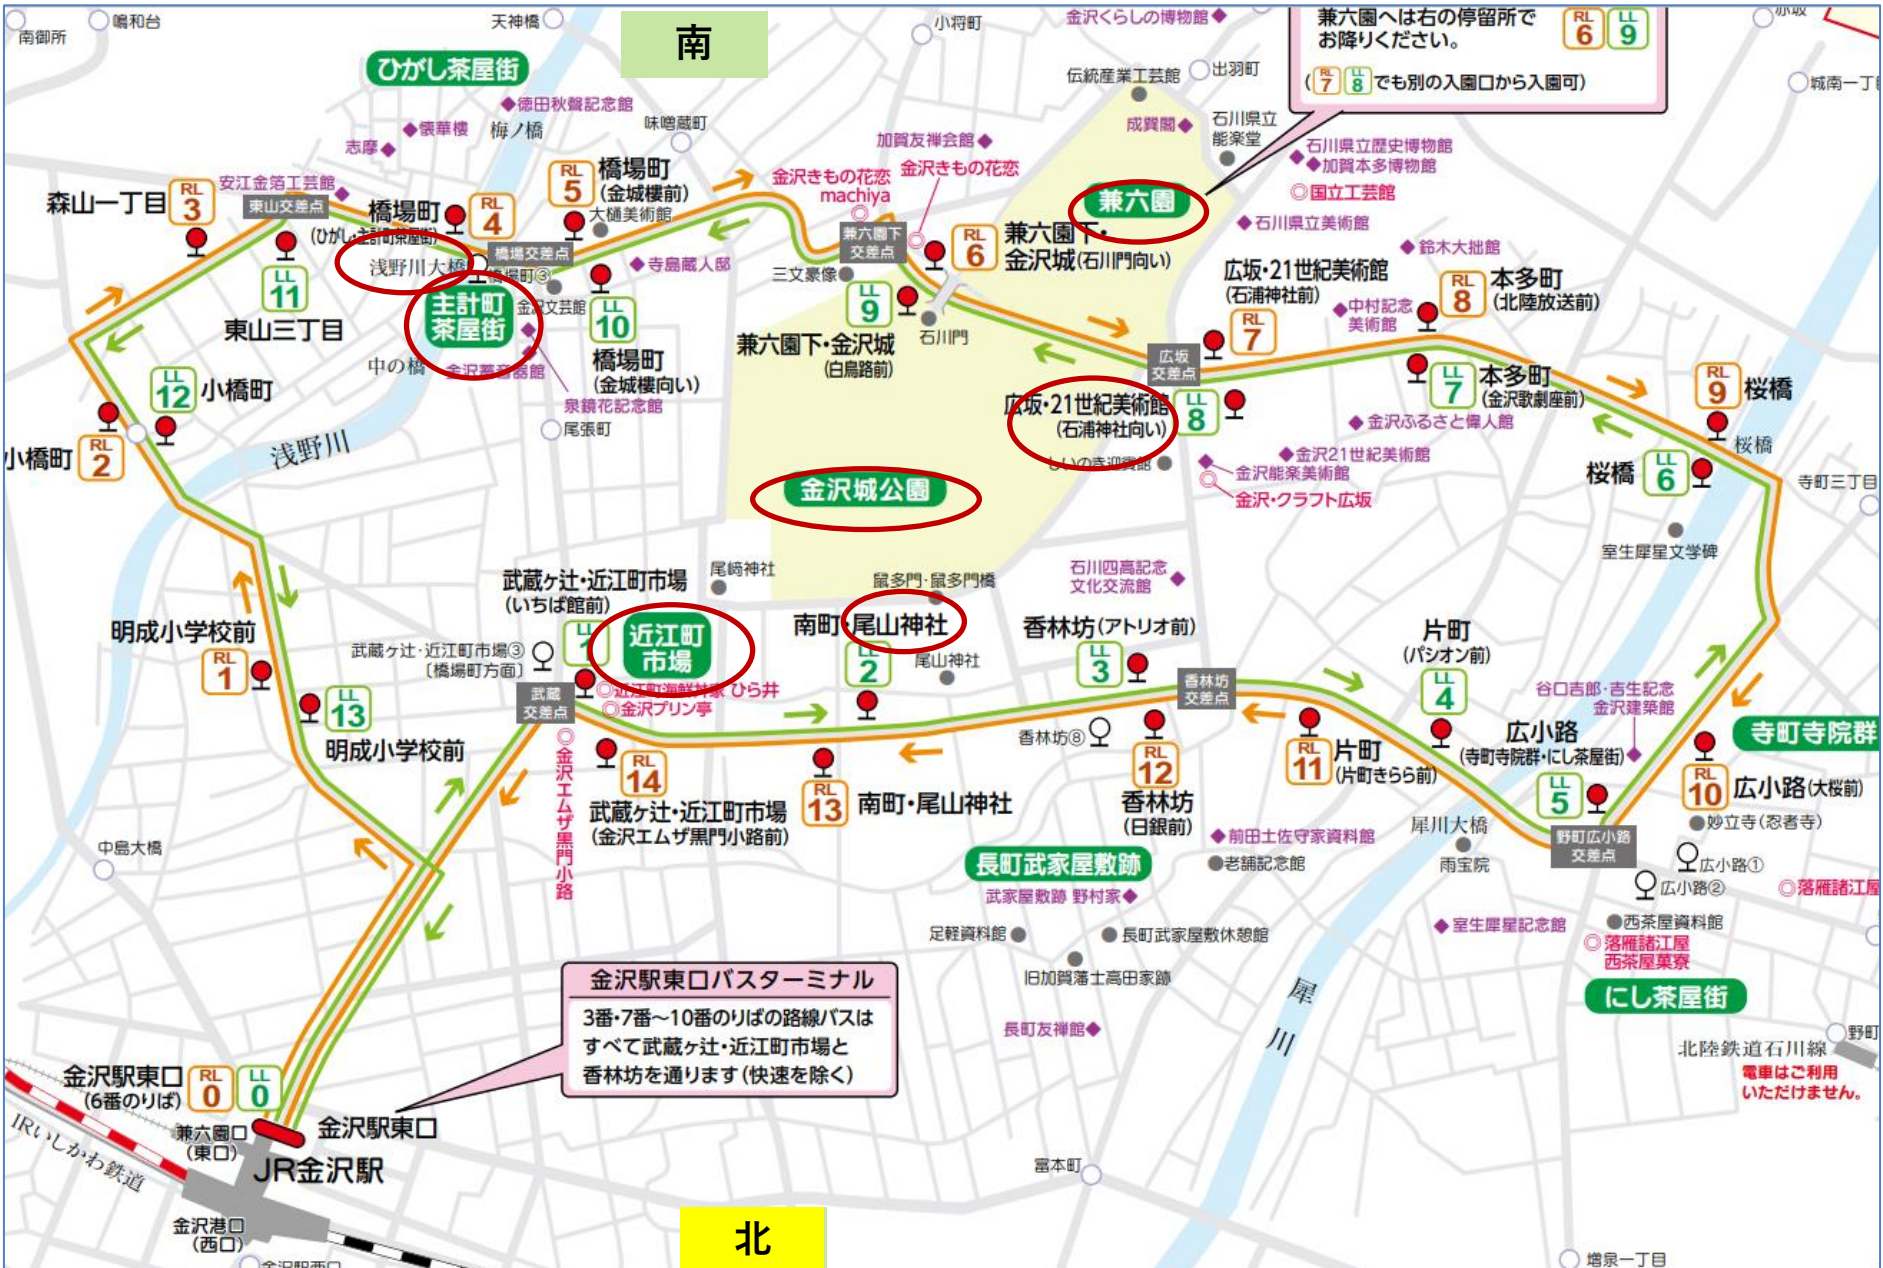 南御所
鳴和台
天神橋
南
小将町
金沢くらしの博物館
兼六園へは右の停留所で
お降りください。
RL 6
LL 9
(RL 7 LL 8 でも別の入園口から入園可)
城南一丁目
ひがし茶屋街
徳田秋聲記念館
懐華樓
梅ノ橋
志摩
味噌蔵町
伝統産業工芸館
出羽町
成巽閣
石川県立
能楽堂
加賀友禅会館
金沢きもの花恋
machiya
金沢きもの花恋
石川県立歴史博物館
加賀本多博物館
国立工芸館
石川県立美術館
鈴木大拙館
兼六園
森山一丁目
RL 3
安江金箔工芸館
東山交差点
橋場町
(ひがし・主計町茶屋街)
RL 4
RL 5
橋場町
(金城樓前)
大樋美術館
橋場交差点
浅野川大橋
橋場町③
金沢文芸館
寺島蔵人邸
兼六園下
交差点
三文豪像
RL 6
兼六園下・
金沢城(石川門向い)
LL 9
石川門
兼六園下・金沢城
(白鳥路前)
広坂・21世紀美術館
(石浦神社前)
RL 7
中村記念
美術館
RL 8
本多町
(北陸放送前)
LL 11
東山三丁目
主計町
茶屋街
LL 10
橋場町
(金城樓向い)
中の橋
金沢蓄音器館
泉鏡花記念館
尾張町
LL 12
小橋町
小橋町
RL 2
浅野川
広坂
交差点
広坂・21世紀美術館
(石浦神社向い)
LL 8
しいのき迎賓館
LL 7
本多町
(金沢歌劇座前)
金沢ふるさと偉人館
金沢21世紀美術館
金沢能楽美術館
金沢・クラフト広坂
RL 9
桜橋
桜橋
桜橋
LL 6
寺町三丁目
室生犀星文学碑
金沢城公園
尾﨑神社
鼠多門・鼠多門橋
石川四高記念
文化交流館
武蔵ヶ辻・近江町市場
(いちば館前)
LL 1
近江町
市場
武蔵ヶ辻・近江町市場③
〔橋場町方面〕
武蔵
交差点
近江町海鮮丼家 ひら井
金沢プリン亭
南町・尾山神社
LL 2
尾山神社
香林坊(アトリオ前)
LL 3
香林坊
交差点
片町
(パシオン前)
LL 4
谷口吉郎・吉生記念
金沢建築館
明成小学校前
RL 1
LL 13
明成小学校前
金沢エムザ黒門小路
RL 14
武蔵ヶ辻・近江町市場
(金沢エムザ黒門小路前)
RL 13
南町・尾山神社
香林坊⑧
RL 12
香林坊
(日銀前)
RL 11
片町
(片町きらら前)
広小路
(寺町寺院群・にし茶屋街)
LL 5
寺町寺院群
RL 10
広小路(大桜前)
妙立寺(忍者寺)
野町広小路
交差点
広小路①
広小路②
落雁諸江屋
犀川大橋
雨宝院
中島大橋
前田土佐守家資料館
老舗記念館
長町武家屋敷跡
武家屋敷跡 野村家
足軽資料館
長町武家屋敷休憩館
旧加賀藩士高田家跡
長町友禅館
室生犀星記念館
西茶屋資料館
落雁諸江屋
西茶屋菓寮
にし茶屋街
犀川
野町
北陸鉄道石川線
電車はご利用
いただけません。
金沢駅東口バスターミナル
3番・7番～10番のりばの路線バスは
すべて武蔵ヶ辻・近江町市場と
香林坊を通ります(快速を除く)
金沢駅東口
(6番のりば)
RL 0
LL 0
兼六園口
(東口)
金沢駅東口
JR金沢駅
IRいしかわ鉄道
金沢港口
(西口)
北
富本町
増泉一丁目